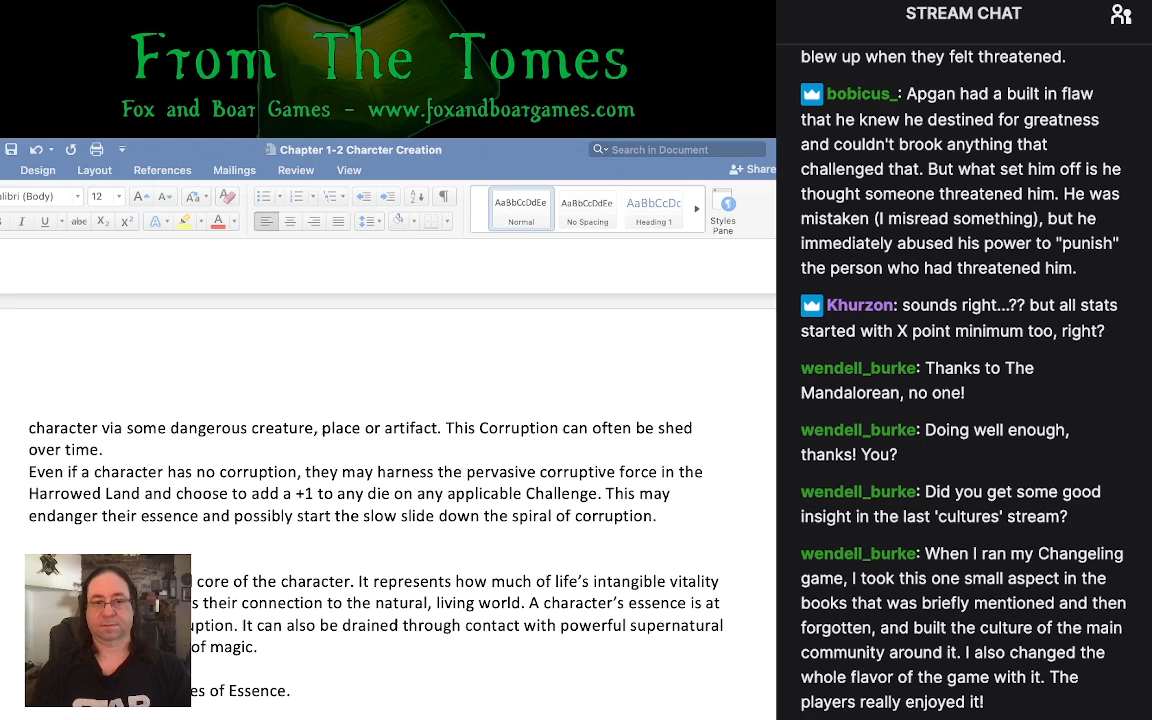 From The Tomes
Fox and Boar Games - www.foxandboargames.com
Chapter 1-2 Charcter Creation
Search in Document
Design Layout References Mailings Review View
Share
(Body) 12
AaBbCcDdEe AaBbCcDdEe AaBbCcDc
Normal No Spacing Heading 1
Styles
Pane
character via some dangerous creature, place or artifact. This Corruption can often be shed
over time.
Even if a character has no corruption, they may harness the pervasive corruptive force in the
Harrowed Land and choose to add a +1 to any die on any applicable Challenge. This may
endanger their essence and possibly start the slow slide down the spiral of corruption.
core of the character. It represents how much of life's intangible vitality
their connection to the natural, living world. A character's essence is at
It can also be drained through contact with powerful supernatural
of magic.
of Essence.
STREAM CHAT
blew up when they felt threatened.
bobicus_: Apgan had a built in flaw
that he knew he destined for greatness
and couldn't brook anything that
challenged that. But what set him off is he
thought someone threatened him. He was
mistaken (I misread something), but he
immediately abused his power to "punish"
the person who had threatened him.
Khurzon: sounds right...?? but all stats
started with X point minimum too, right?
wendell_burke: Thanks to The
Mandalorean, no one!
wendell_burke: Doing well enough,
thanks! You?
wendell_burke: Did you get some good
insight in the last 'cultures' stream?
wendell_burke: When I ran my Changeling
game, I took this one small aspect in the
books that was briefly mentioned and then
forgotten, and built the culture of the main
community around it. I also changed the
whole flavor of the game with it. The
players really enjoyed it!